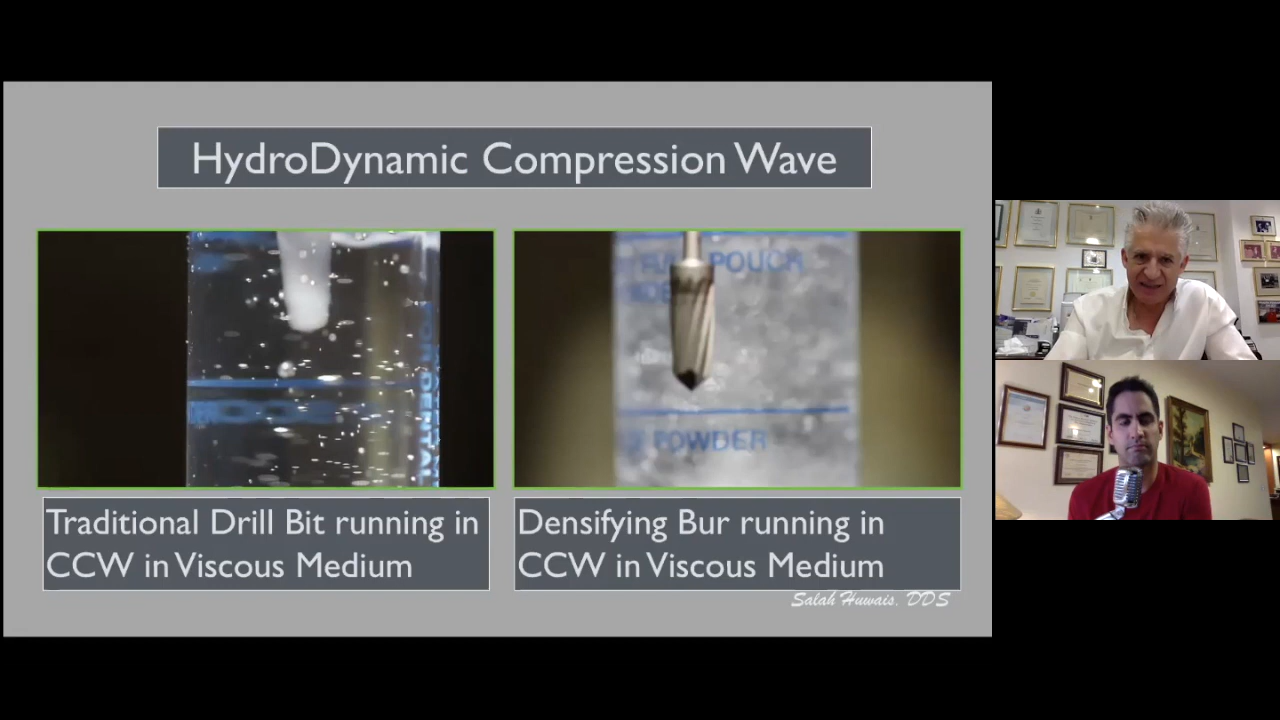 HydroDynamic Compression Wave
POUCH
POWDER
Traditional Drill Bit running in
CCW in Viscous Medium
Densifying Bur running in
CCW in Viscous Medium
Salah Huwais, DDS